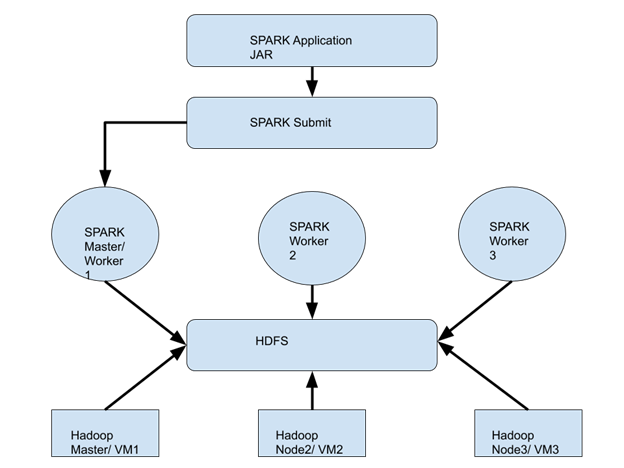 SPARK Application
JAR
SPARK Submit
SPARK
Master/
Worker
1
SPARK
Worker
2
SPARK
Worker
3
HDFS
Hadoop
Master/ VM1
Hadoop
Node2/ VM2
Hadoop
Node3/ VM3